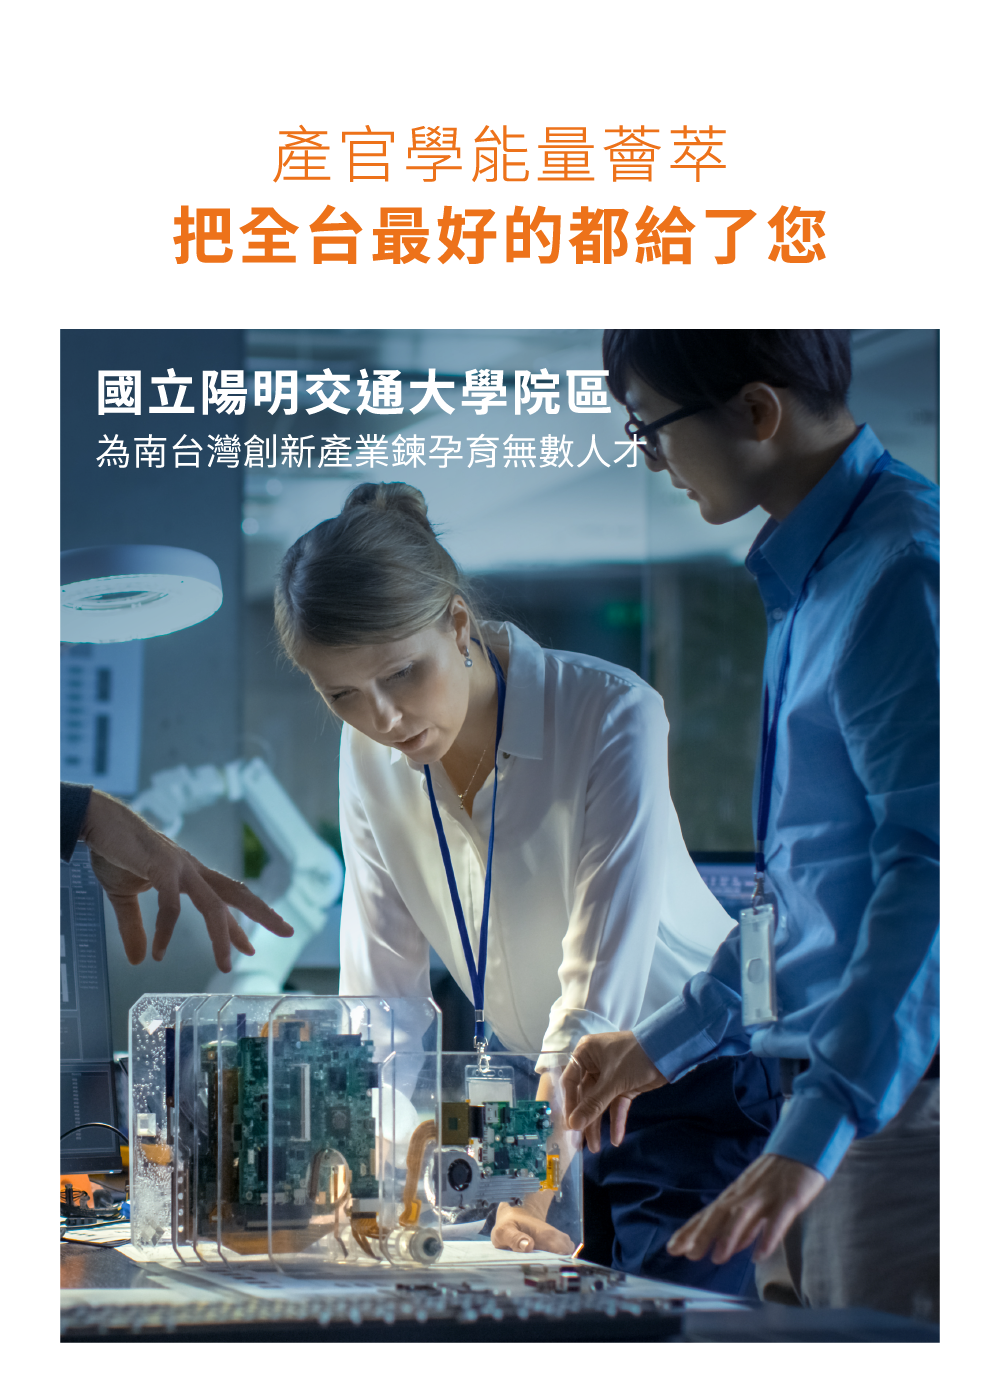 產官學能量薈萃
把全台最好的都給了您
國立陽明交通大學院區
為南台灣創新產業鍊孕育無數人才